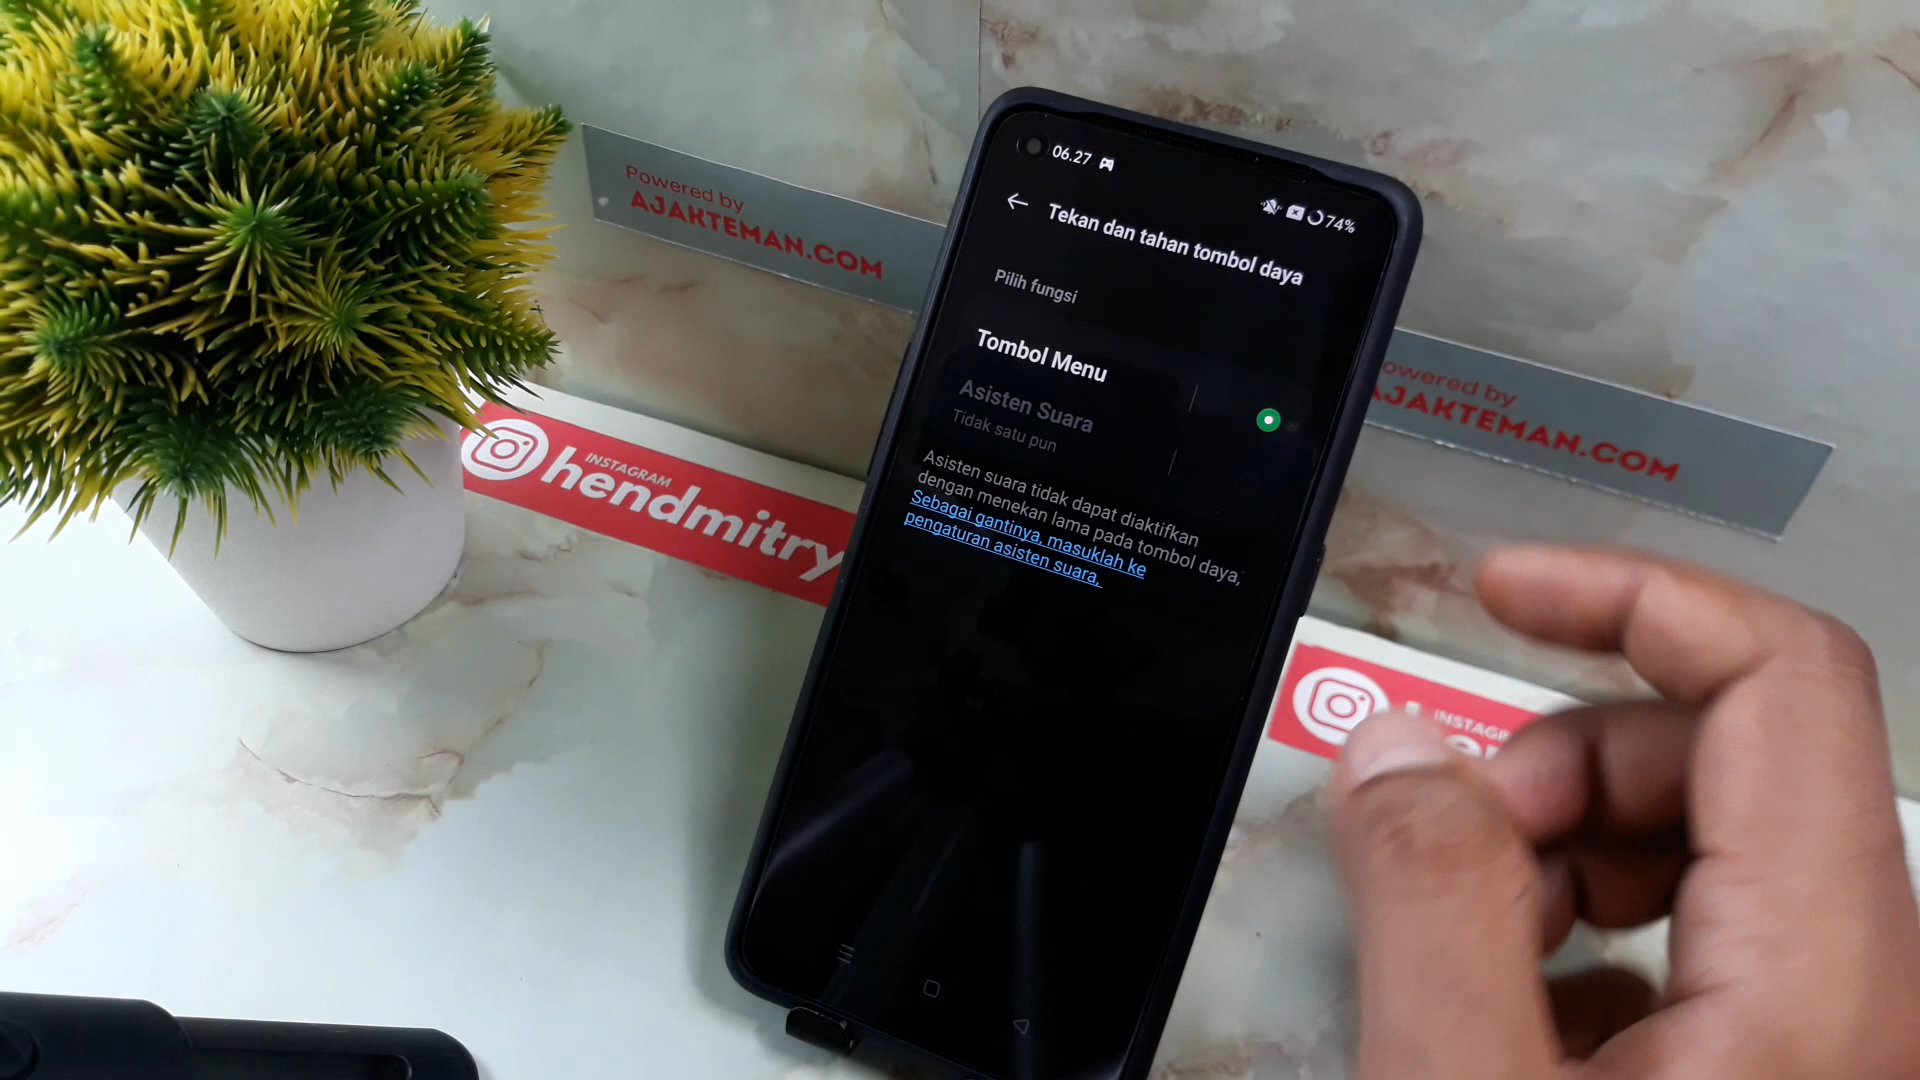 Powered by
AJAKTEMAN.COM
06.27
74%
Tekan dan tahan tombol daya
Pilih fungsi
Tombol Menu
Asisten Suara
Tidak satu pun
Asisten suara tidak dapat diaktifkan
dengan menekan lama pada tombol daya,
Sebagai gantinya, masuklah ke
pengaturan asisten suara,
owered by
AJAKTEMAN.COM
INSTAGRAM
hendmitry
INSTAGR